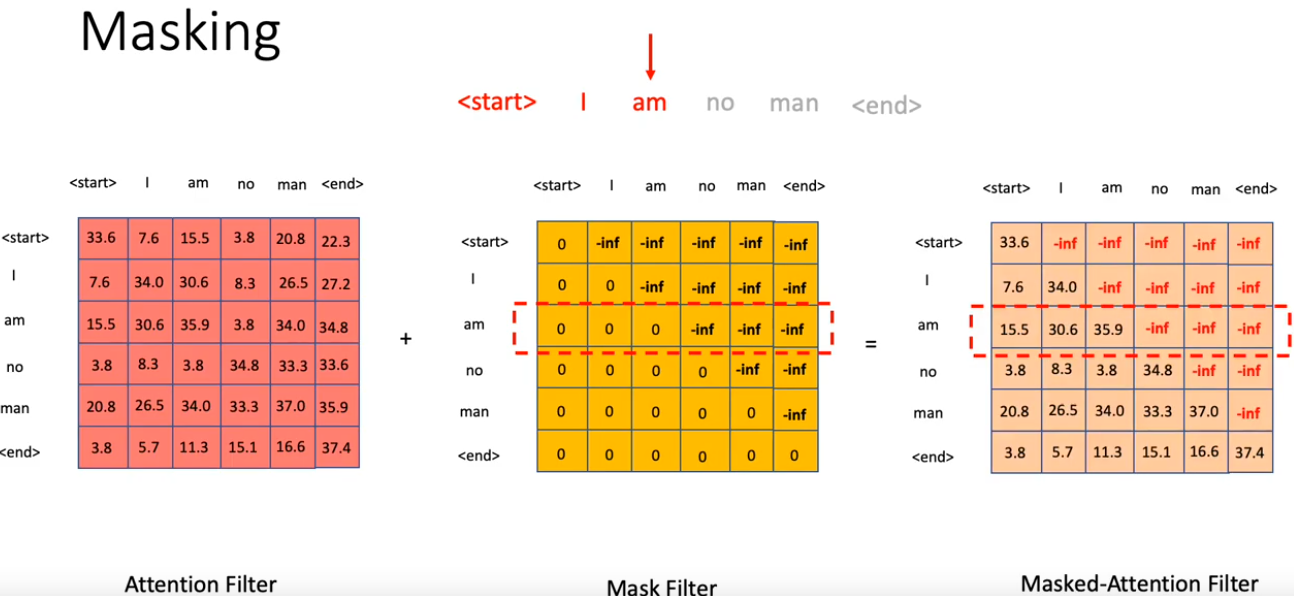 Masking
<start> I am no man <end>
<start> I am no man <end>
<start> 33.6 7.6 15.5 3.8 20.8 22.3
I 7.6 34.0 30.6 8.3 26.5 27.2
am 15.5 30.6 35.9 3.8 34.0 34.8
no 3.8 8.3 3.8 34.8 33.3 33.6
man 20.8 26.5 34.0 33.3 37.0 35.9
<end> 3.8 5.7 11.3 15.1 16.6 37.4
Attention Filter
+
<start> I am no man <end>
<start> 0 -inf -inf -inf -inf -inf
I 0 0 -inf -inf -inf -inf
am 0 0 0 -inf -inf -inf
no 0 0 0 0 -inf -inf
man 0 0 0 0 0 -inf
<end> 0 0 0 0 0 0
Mask Filter
=
<start> I am no man <end>
<start> 33.6 -inf -inf -inf -inf -inf
I 7.6 34.0 -inf -inf -inf -inf
am 15.5 30.6 35.9 -inf -inf -inf
no 3.8 8.3 3.8 34.8 -inf -inf
man 20.8 26.5 34.0 33.3 37.0 -inf
<end> 3.8 5.7 11.3 15.1 16.6 37.4
Masked-Attention Filter